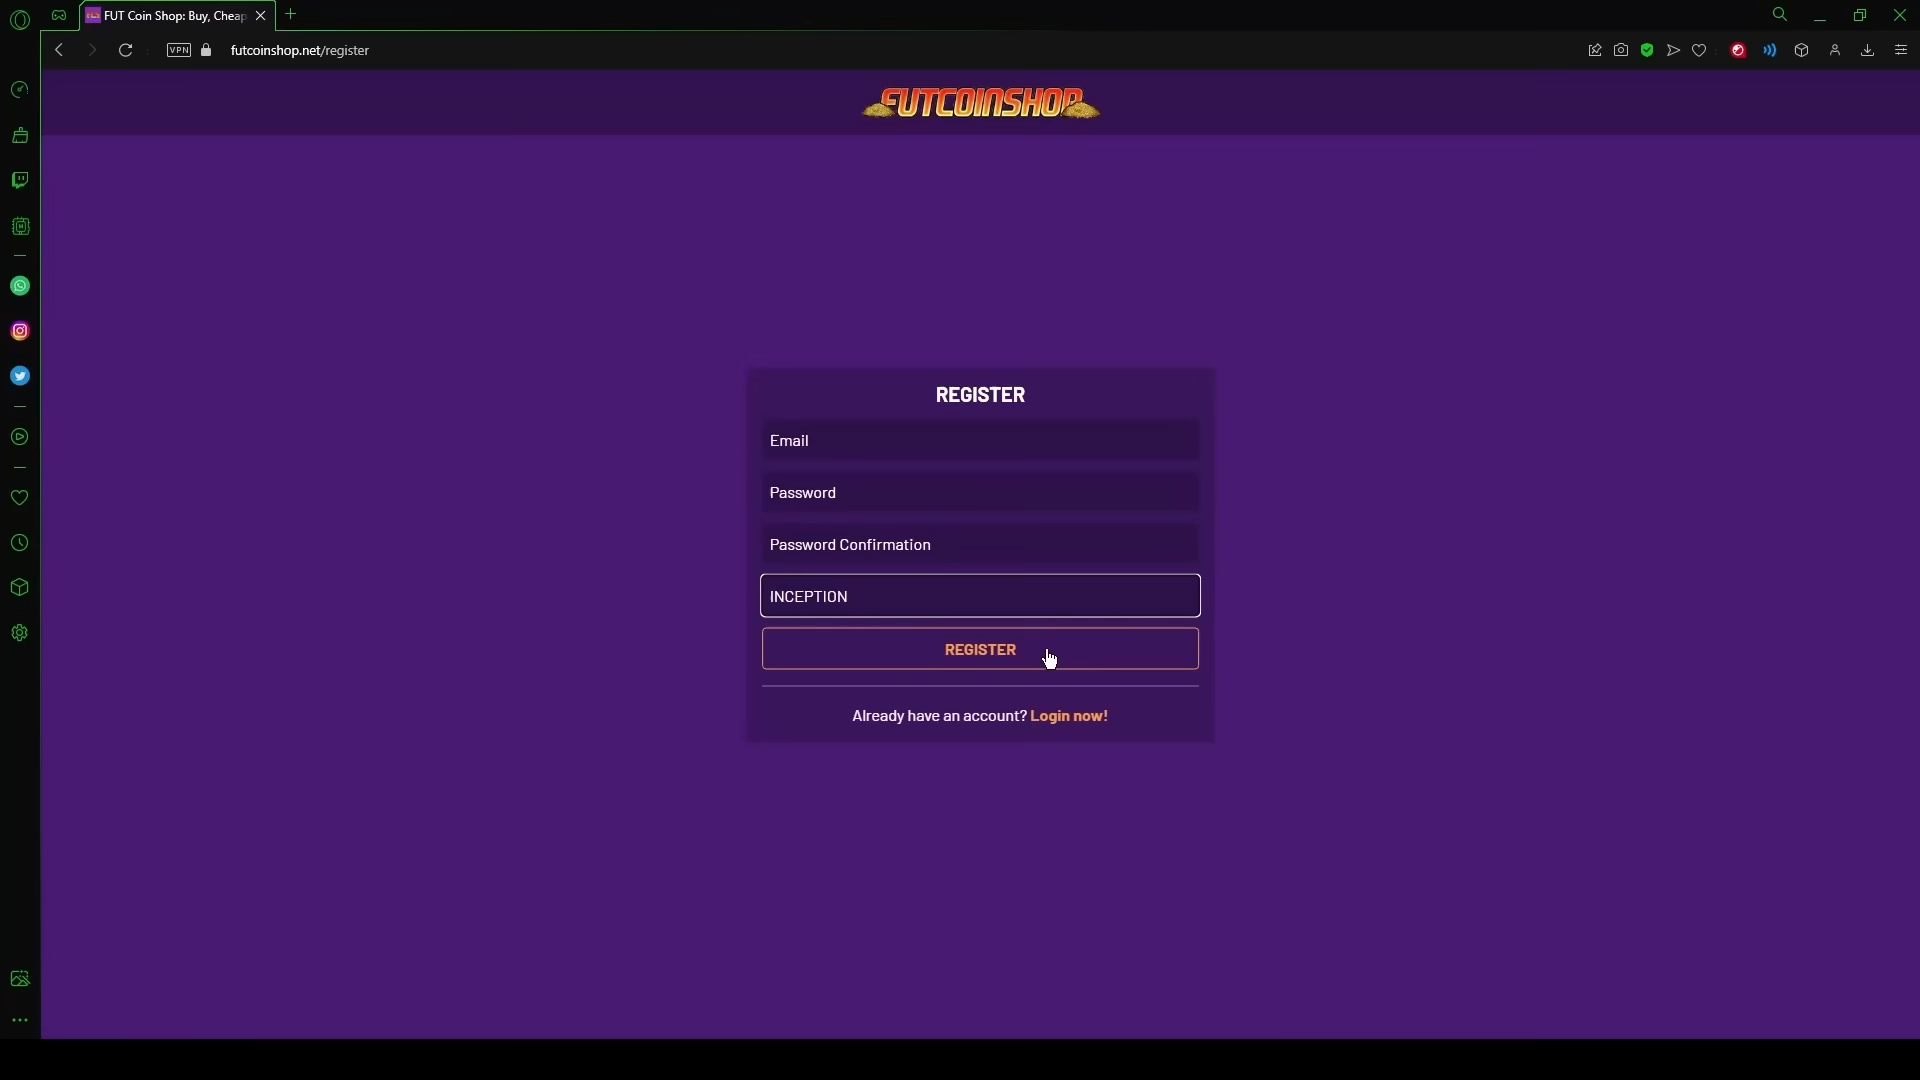 FUT Coin Shop: Buy, Cheap
VPN
futcoinshop.net/register
FUTCOINSHOP
REGISTER
Email
Password
Password Confirmation
INCEPTION
REGISTER
Already have an account? Login now!